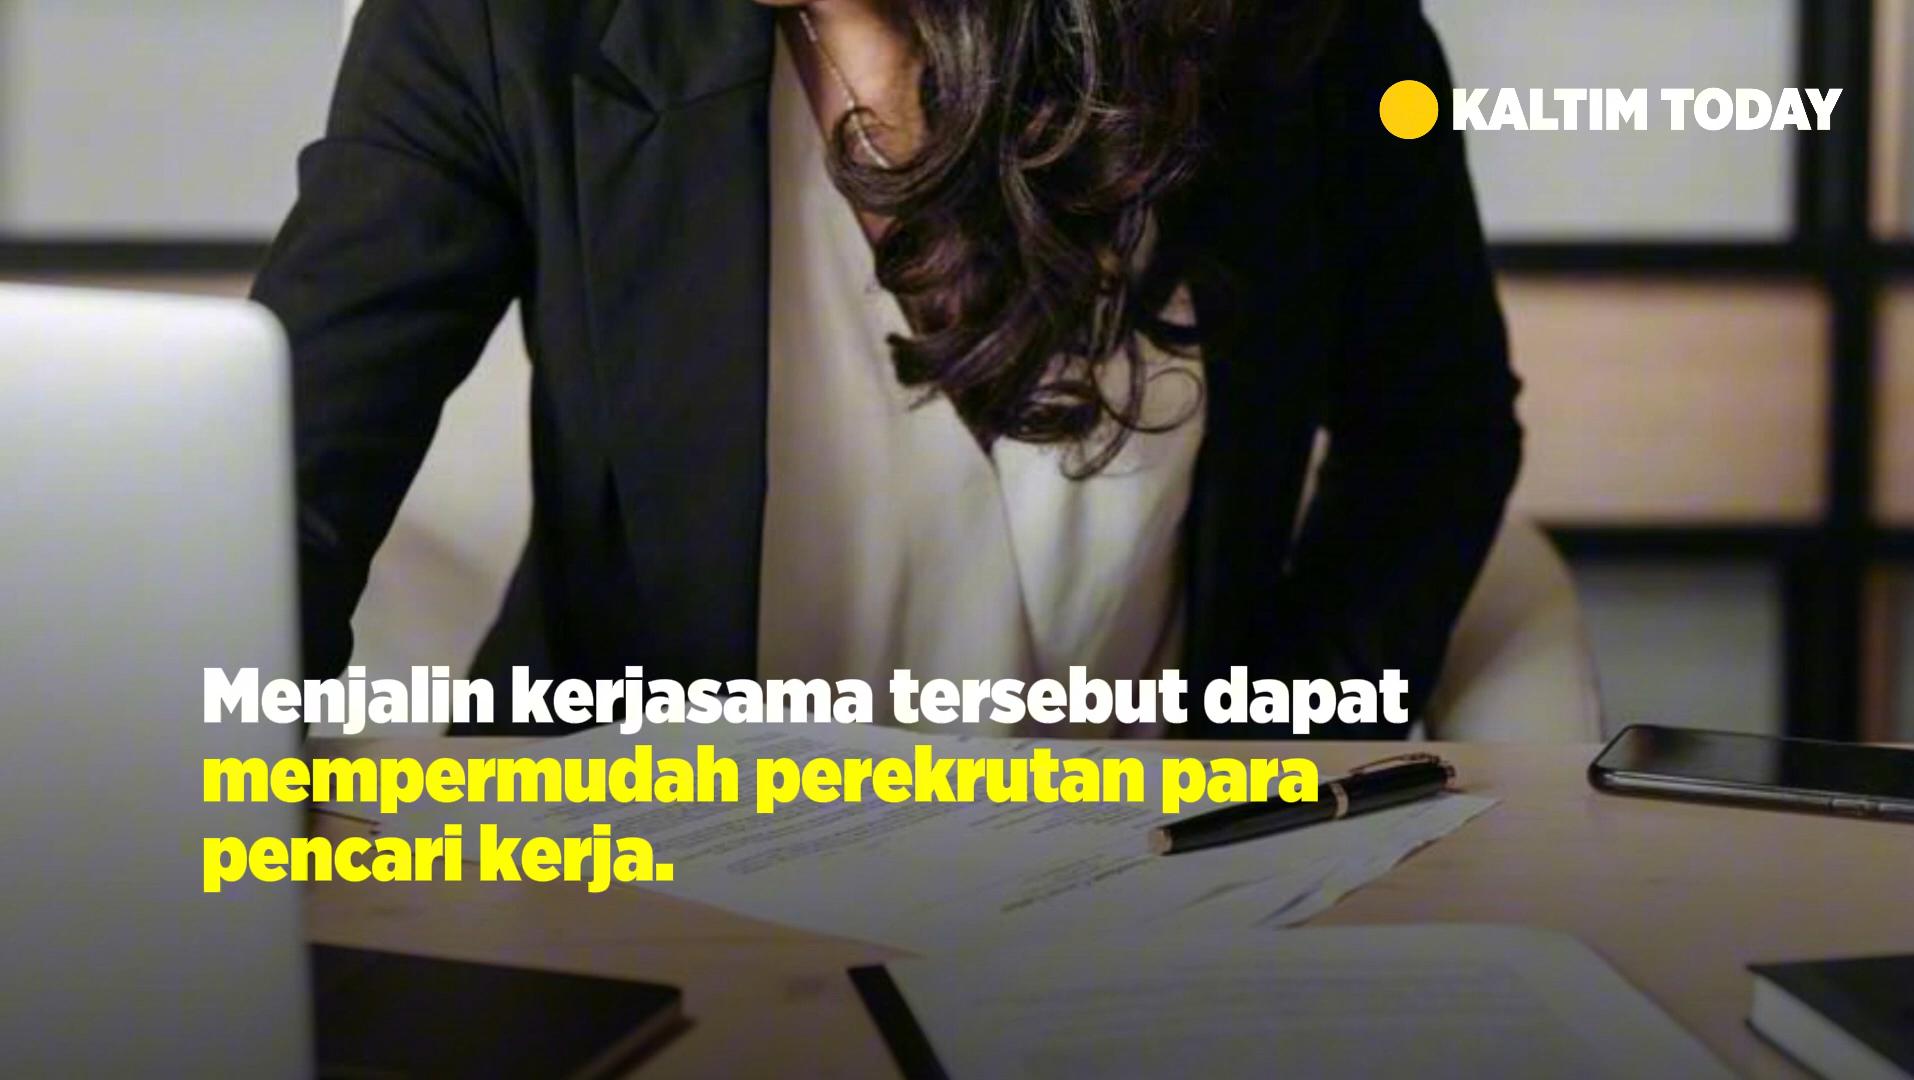 KALTIM TODAY
Menjalin kerjasama tersebut dapat
mempermudah perekrutan para
pencari kerja.